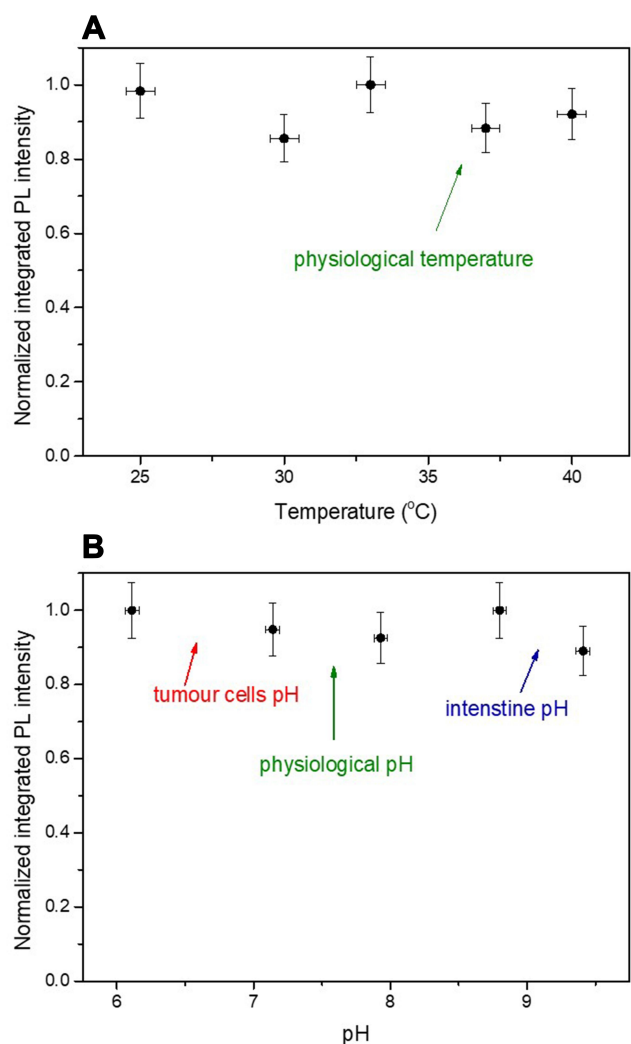 A
Normalized integrated PL intensity
1.0
0.8
0.6
0.4
0.2
0.0
physiological temperature
25
30
35
40
Temperature (°C)
B
Normalized integrated PL intensity
1.0
0.8
0.6
0.4
0.2
0.0
tumour cells pH
intenstine pH
physiological pH
6
7
8
9
pH